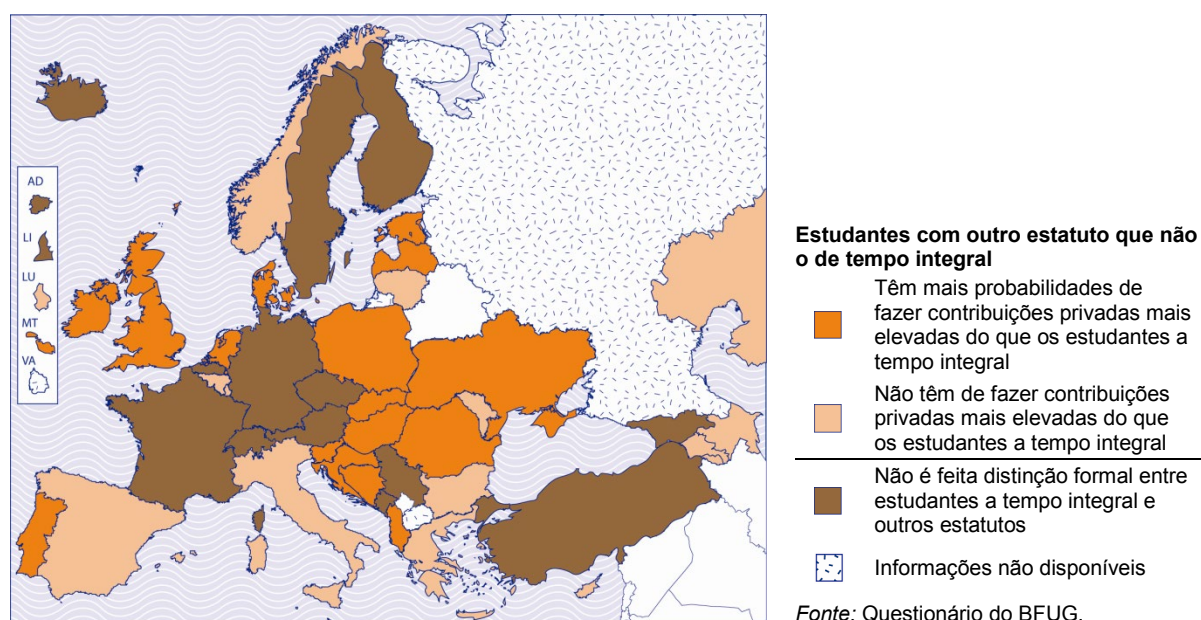 AD
LI
LU
MT
VA
Estudantes com outro estatuto que não
o de tempo integral
Têm mais probabilidades de
fazer contribuições privadas mais
elevadas do que os estudantes a
tempo integral
Não têm de fazer contribuições
privadas mais elevadas do que
os estudantes a tempo integral
Não é feita distinção formal entre
estudantes a tempo integral e
outros estatutos
Informações não disponíveis
Fonte: Questionário do BFUG.